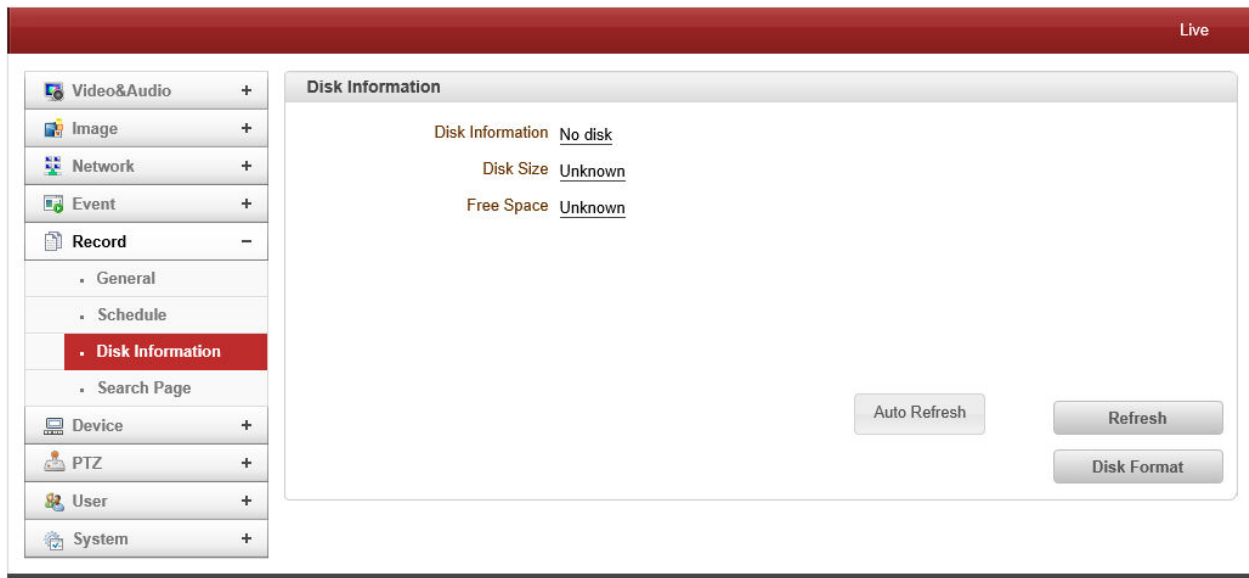 Live
Video&Audio +
Image +
Network +
Event +
Record −
General
Schedule
Disk Information
Search Page
Device +
PTZ +
User +
System +
Disk Information
Disk Information No disk
Disk Size Unknown
Free Space Unknown
Auto Refresh
Refresh
Disk Format